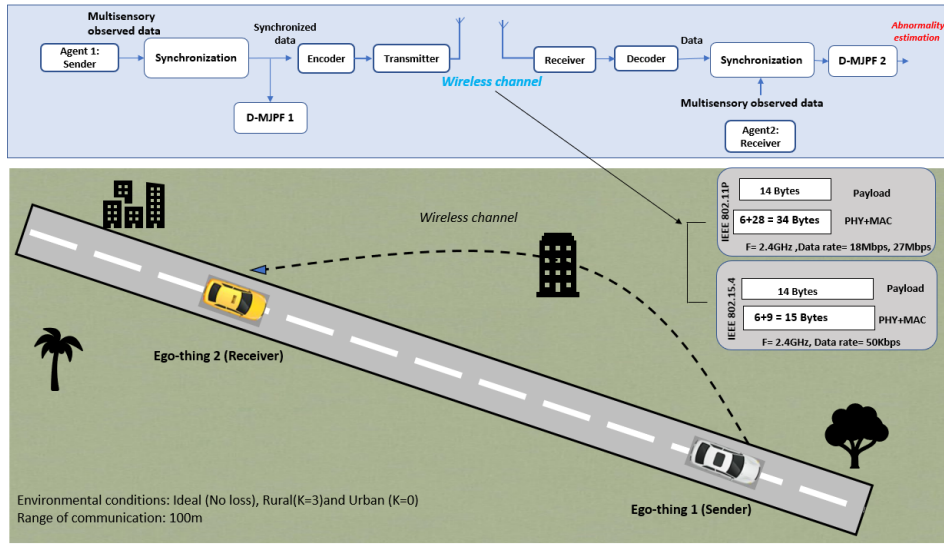 Multisensory
observed data
Agent 1:
Sender
Synchronization
Synchronized
data
D-MJPF 1
Encoder
Transmitter
Wireless channel
Receiver
Decoder
Data
Synchronization
D-MJPF 2
Abnormality
estimation
Multisensory observed data
Agent2:
Receiver
IEEE 802.11P
14 Bytes
Payload
6+28 = 34 Bytes
PHY+MAC
F= 2.4GHz ,Data rate= 18Mbps, 27Mbps
IEEE 802.15.4
14 Bytes
Payload
6+9 = 15 Bytes
PHY+MAC
F= 2.4GHz, Data rate= 50Kbps
Wireless channel
Ego-thing 2 (Receiver)
Ego-thing 1 (Sender)
Environmental conditions: Ideal (No loss), Rural(K=3)and Urban (K=0)
Range of communication: 100m